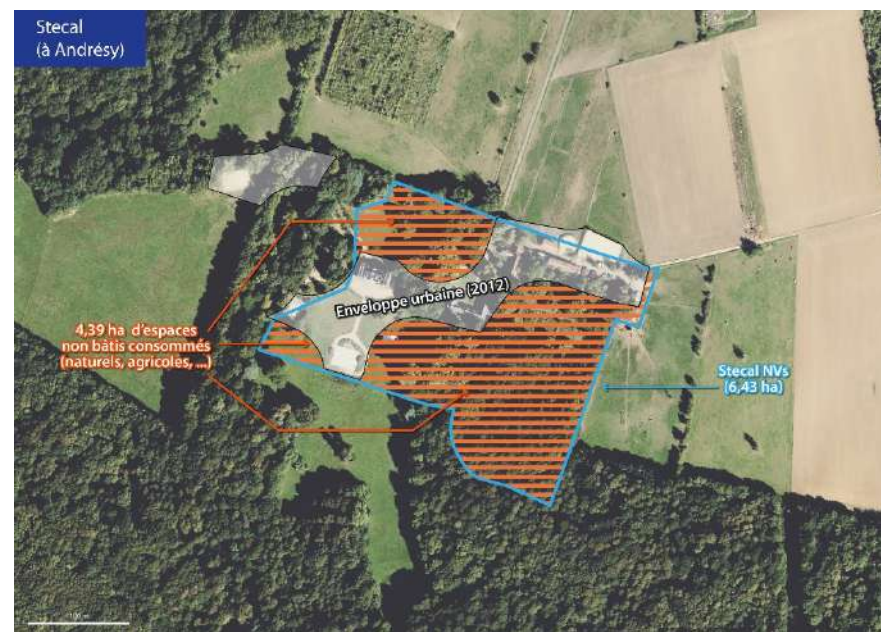 Stecal
(à Andrésy)
Enveloppe urbaine (2012)
4,39 ha d'espaces
non bâtis consommés
(naturels, agricoles, ...)
Stecal NVs
(6,43 ha)